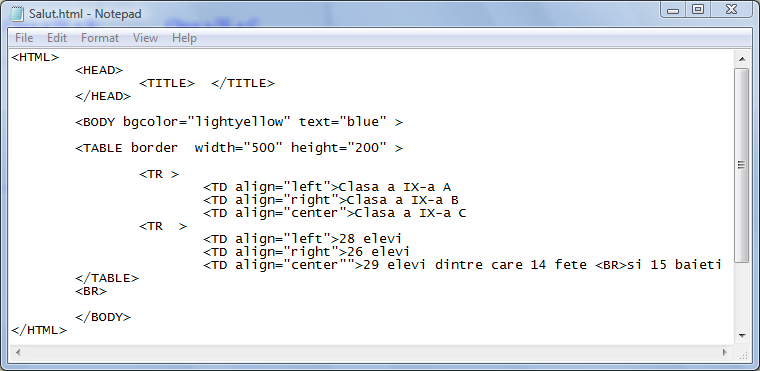 Salut.html - Notepad
File Edit Format View Help
<HTML>
<HEAD>
<TITLE>  </TITLE>
</HEAD>
<BODY bgcolor="lightyellow" text="blue" >
<TABLE border  width="500" height="200" >
<TR >
<TD align="left">Clasa a IX-a A
<TD align="right">Clasa a IX-a B
<TD align="center">Clasa a IX-a C
<TR  >
<TD align="left">28 elevi
<TD align="right">26 elevi
<TD align="center"">29 elevi dintre care 14 fete <BR>si 15 baieti
</TABLE>
<BR>
</BODY>
</HTML>